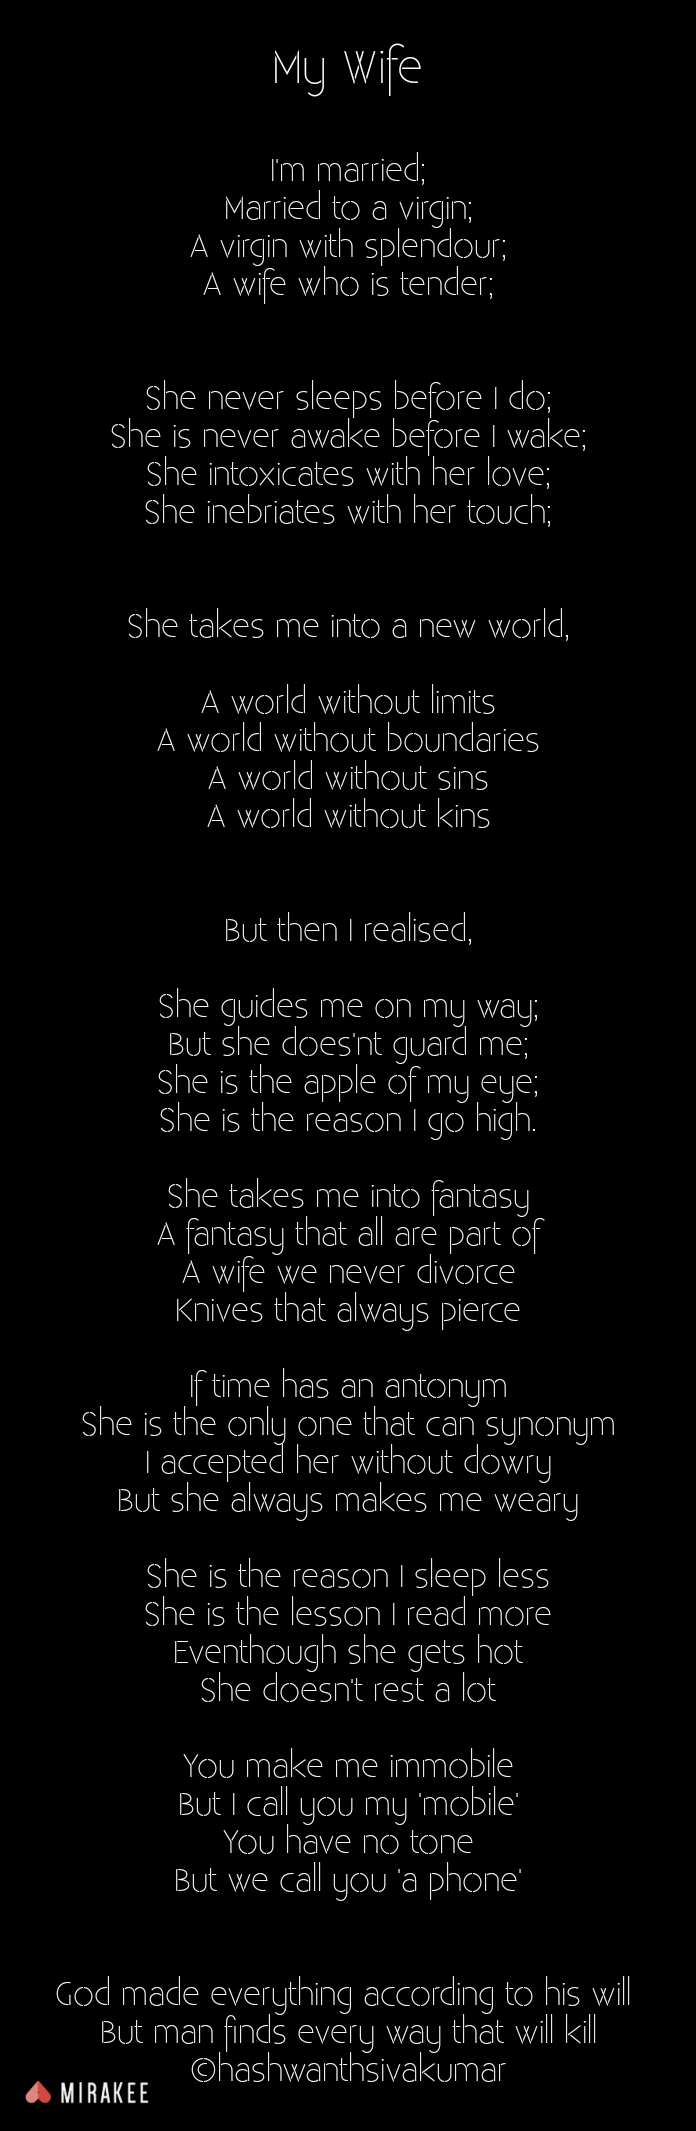 My Wife
I'm married;
Married to a virgin;
A virgin with splendour;
A wife who is tender;
She never sleeps before I do;
She is never awake before I wake;
She intoxicates with her love;
She inebriates with her touch;
She takes me into a new world,
A world without limits
A world without boundaries
A world without sins
A world without kins
But then I realised,
She guides me on my way;
But she does'nt guard me;
She is the apple of my eye;
She is the reason I go high.
She takes me into fantasy
A fantasy that all are part of
A wife we never divorce
Knives that always pierce
If time has an antonym
She is the only one that can synonym
I accepted her without dowry
But she always makes me weary
She is the reason I sleep less
She is the lesson I read more
Eventhough she gets hot
She doesn't rest a lot
You make me immobile
But I call you my 'mobile'
You have no tone
But we call you 'a phone'
God made everything according to his will
But man finds every way that will kill
©hashwanthsivakumar
MIRAKEE